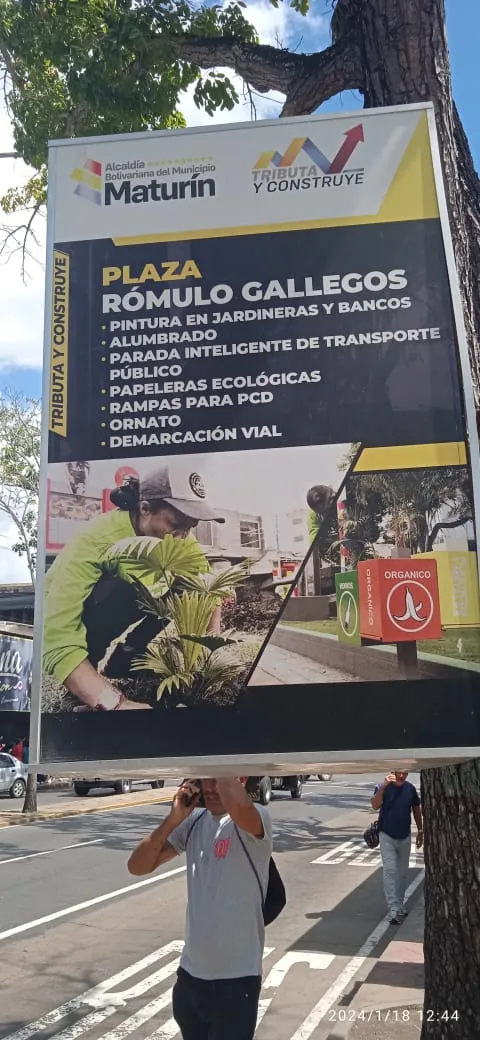 Alcaldía
Bolivariana del Municipio
Maturín
TRIBUTA
Y CONSTRUYE
TRIBUTA Y CONSTRUYE
PLAZA
RÓMULO GALLEGOS
• PINTURA EN JARDINERAS Y BANCOS
• ALUMBRADO
• PARADA INTELIGENTE DE TRANSPORTE
PÚBLICO
• PAPELERAS ECOLÓGICAS
• RAMPAS PARA PCD
• ORNATO
• DEMARCACIÓN VIAL
VIDRIOS
ORGANICO
ORGANICO
2024/1/18 12:44